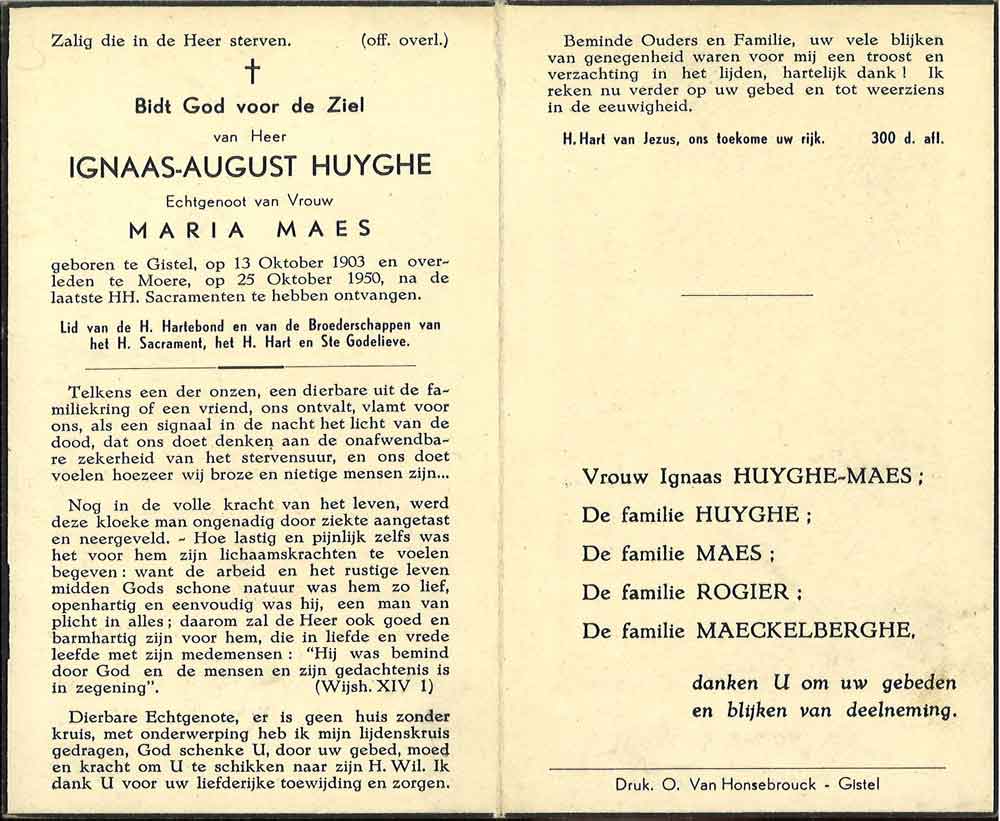 Zalig die in de Heer sterven. (off. overl.)
Bidt God voor de Ziel
van Heer
IGNAAS-AUGUST HUYGHE
Echtgenoot van Vrouw
MARIA MAES
geboren te Gistel, op 13 Oktober 1903 en over-
leden te Moere, op 25 Oktober 1950, na de
laatste HH. Sacramenten te hebben ontvangen.
Lid van de H. Hartebond en van de Broederschappen van
het H. Sacrament, het H. Hart en Ste Godelieve.
Telkens een der onzen, een dierbare uit de fa-
miliekring of een vriend, ons ontvalt, vlamt voor
ons, als een signaal in de nacht het licht van de
dood, dat ons doet denken aan de onafwendba-
re zekerheid van het stervensuur, en ons doet
voelen hoezeer wij broze en nietige mensen zijn...
Nog in de volle kracht van het leven, werd
deze kloeke man ongenadig door ziekte aangetast
en neergeveld. - Hoe lastig en pijnlijk zelfs was
het voor hem zijn lichaamskrachten te voelen
begeven : want de arbeid en het rustige leven
midden Gods schone natuur was hem zo lief,
openhartig en eenvoudig was hij, een man van
plicht in alles ; daarom zal de Heer ook goed en
barmhartig zijn voor hem, die in liefde en vrede
leefde met zijn medemensen : "Hij was bemind
door God en de mensen en zijn gedachtenis is
in zegening". (Wijsh. XIV 1)
Dierbare Echtgenote, er is geen huis zonder
kruis, met onderwerping heb ik mijn lijdenskruis
gedragen, God schenke U, door uw gebed, moed
en kracht om U te schikken naar zijn H. Wil. Ik
dank U voor uw liefderijke toewijding en zorgen.
Beminde Ouders en Familie, uw vele blijken
van genegenheid waren voor mij een troost en
verzachting in het lijden, hartelijk dank ! Ik
reken nu verder op uw gebed en tot weerziens
in de eeuwigheid.
H. Hart van Jezus, ons toekome uw rijk. 300 d. afl.
Vrouw Ignaas HUYGHE-MAES ;
De familie HUYGHE ;
De familie MAES ;
De familie ROGIER ;
De familie MAECKELBERGHE,
danken U om uw gebeden
en blijken van deelneming.
Druk. O. Van Honsebrouck - Gistel